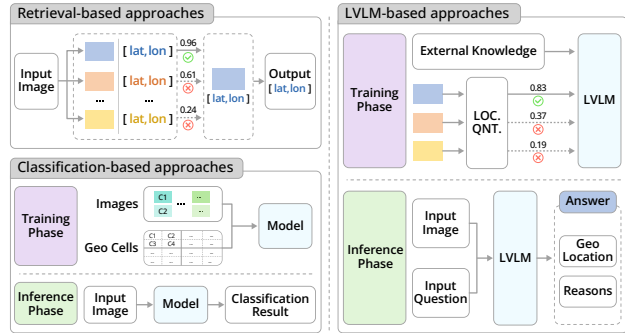 Retrieval-based approaches
Input
Image
[ lat,lon ]
0.96
[ lat,lon ]
0.61
...
...
[ lat,lon ]
0.24
[ lat,lon ]
Output
[ lat,lon ]
Classification-based approaches
Training
Phase
Images
C1
...
--
C2
--
Geo Cells
C1 C2 -- --
C3 C4 -- --
-- -- -- --
-- -- -- --
Model
Inference
Phase
Input
Image
Model
Classification
Result
LVLM-based approaches
Training
Phase
External Knowledge
LOC.
QNT.
0.83
0.37
0.19
LVLM
Inference
Phase
Input
Image
Input
Question
LVLM
Answer
Geo
Location
Reasons